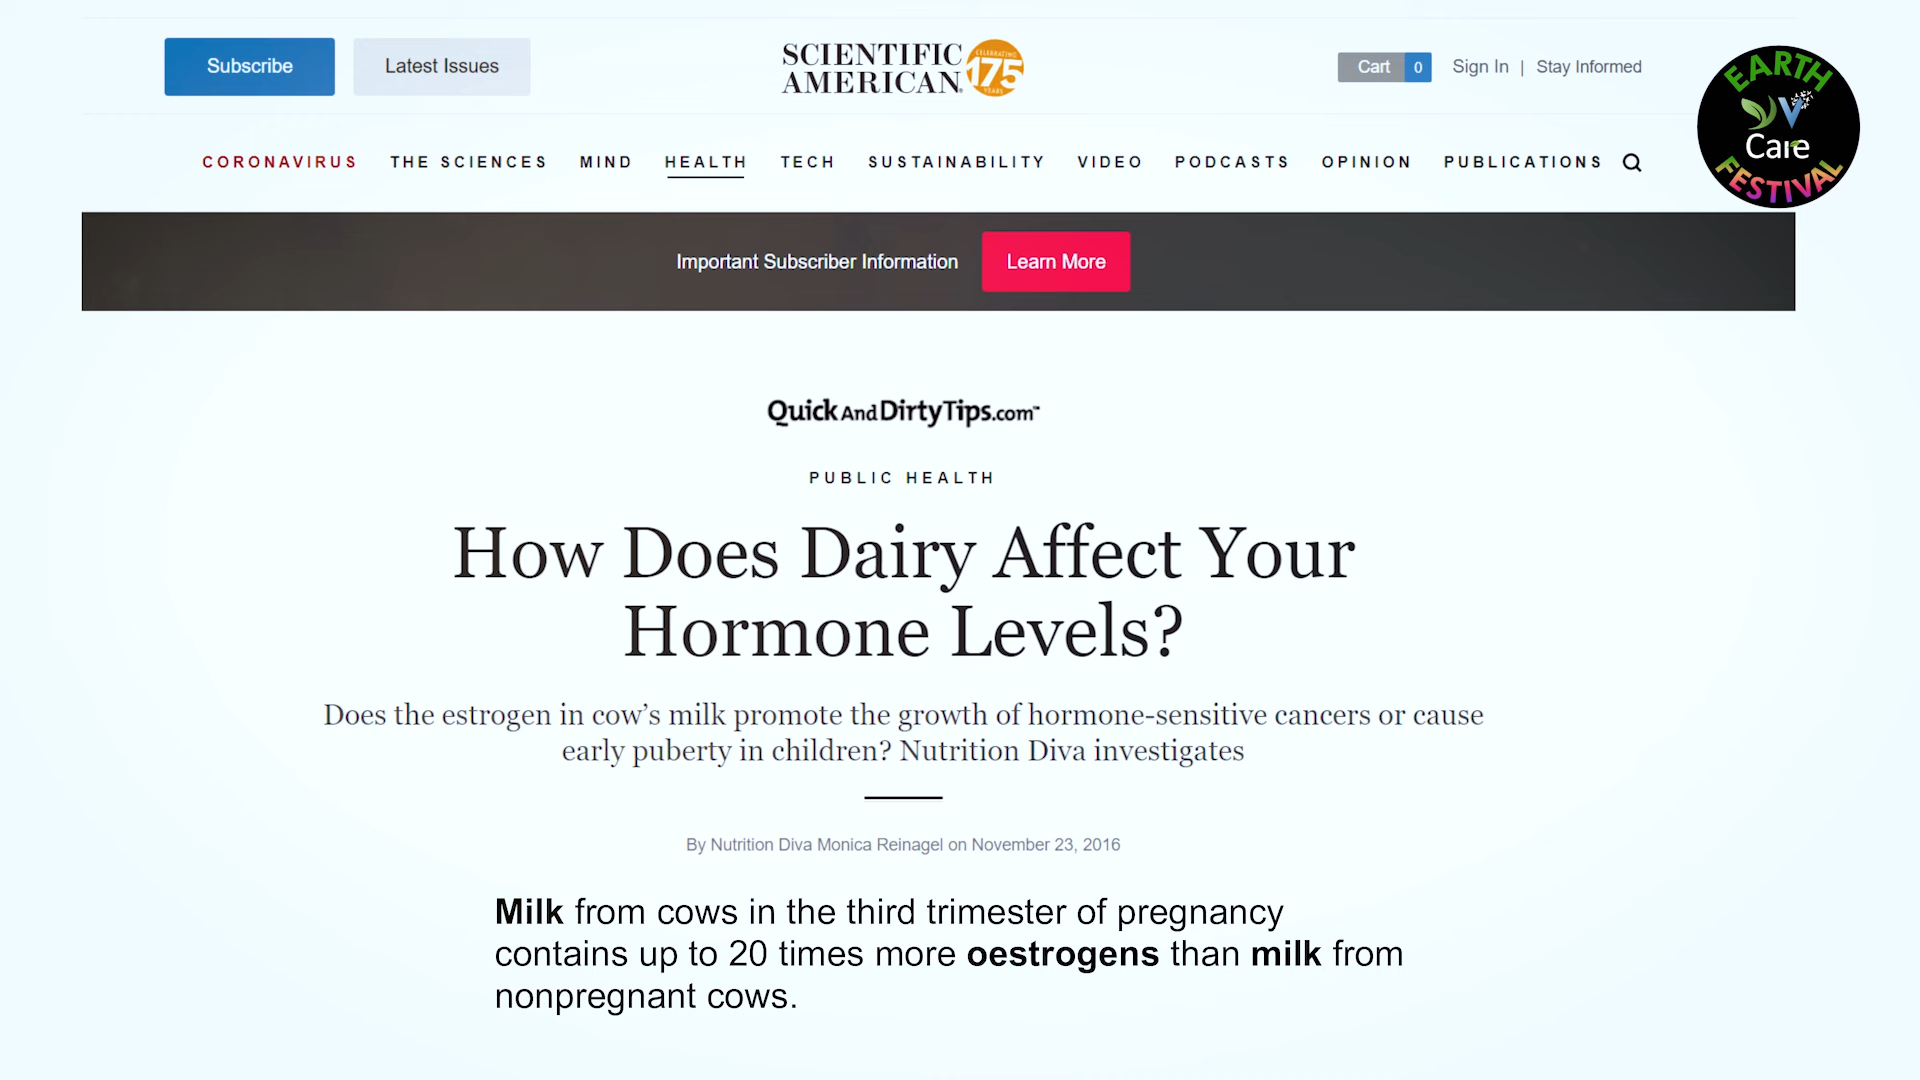 Subscribe
Latest Issues
SCIENTIFIC
AMERICAN
CELEBRATING
175
YEARS
Cart 0
Sign In | Stay Informed
EARTH
V
Care
FESTIVAL
CORONAVIRUS THE SCIENCES MIND HEALTH TECH SUSTAINABILITY VIDEO PODCASTS OPINION PUBLICATIONS
Important Subscriber Information Learn More
QuickAndDirtyTips.com™
PUBLIC HEALTH
How Does Dairy Affect Your
Hormone Levels?
Does the estrogen in cow’s milk promote the growth of hormone-sensitive cancers or cause
early puberty in children? Nutrition Diva investigates
By Nutrition Diva Monica Reinagel on November 23, 2016
Milk from cows in the third trimester of pregnancy
contains up to 20 times more oestrogens than milk from
nonpregnant cows.